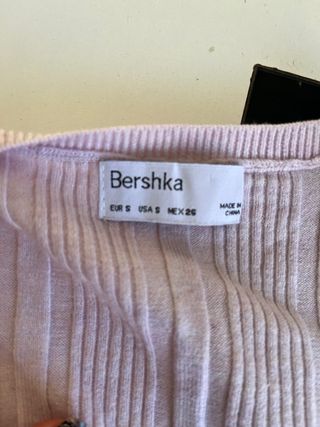 Bershka
EUR S USA S MEX 26
MADE IN
CHINA